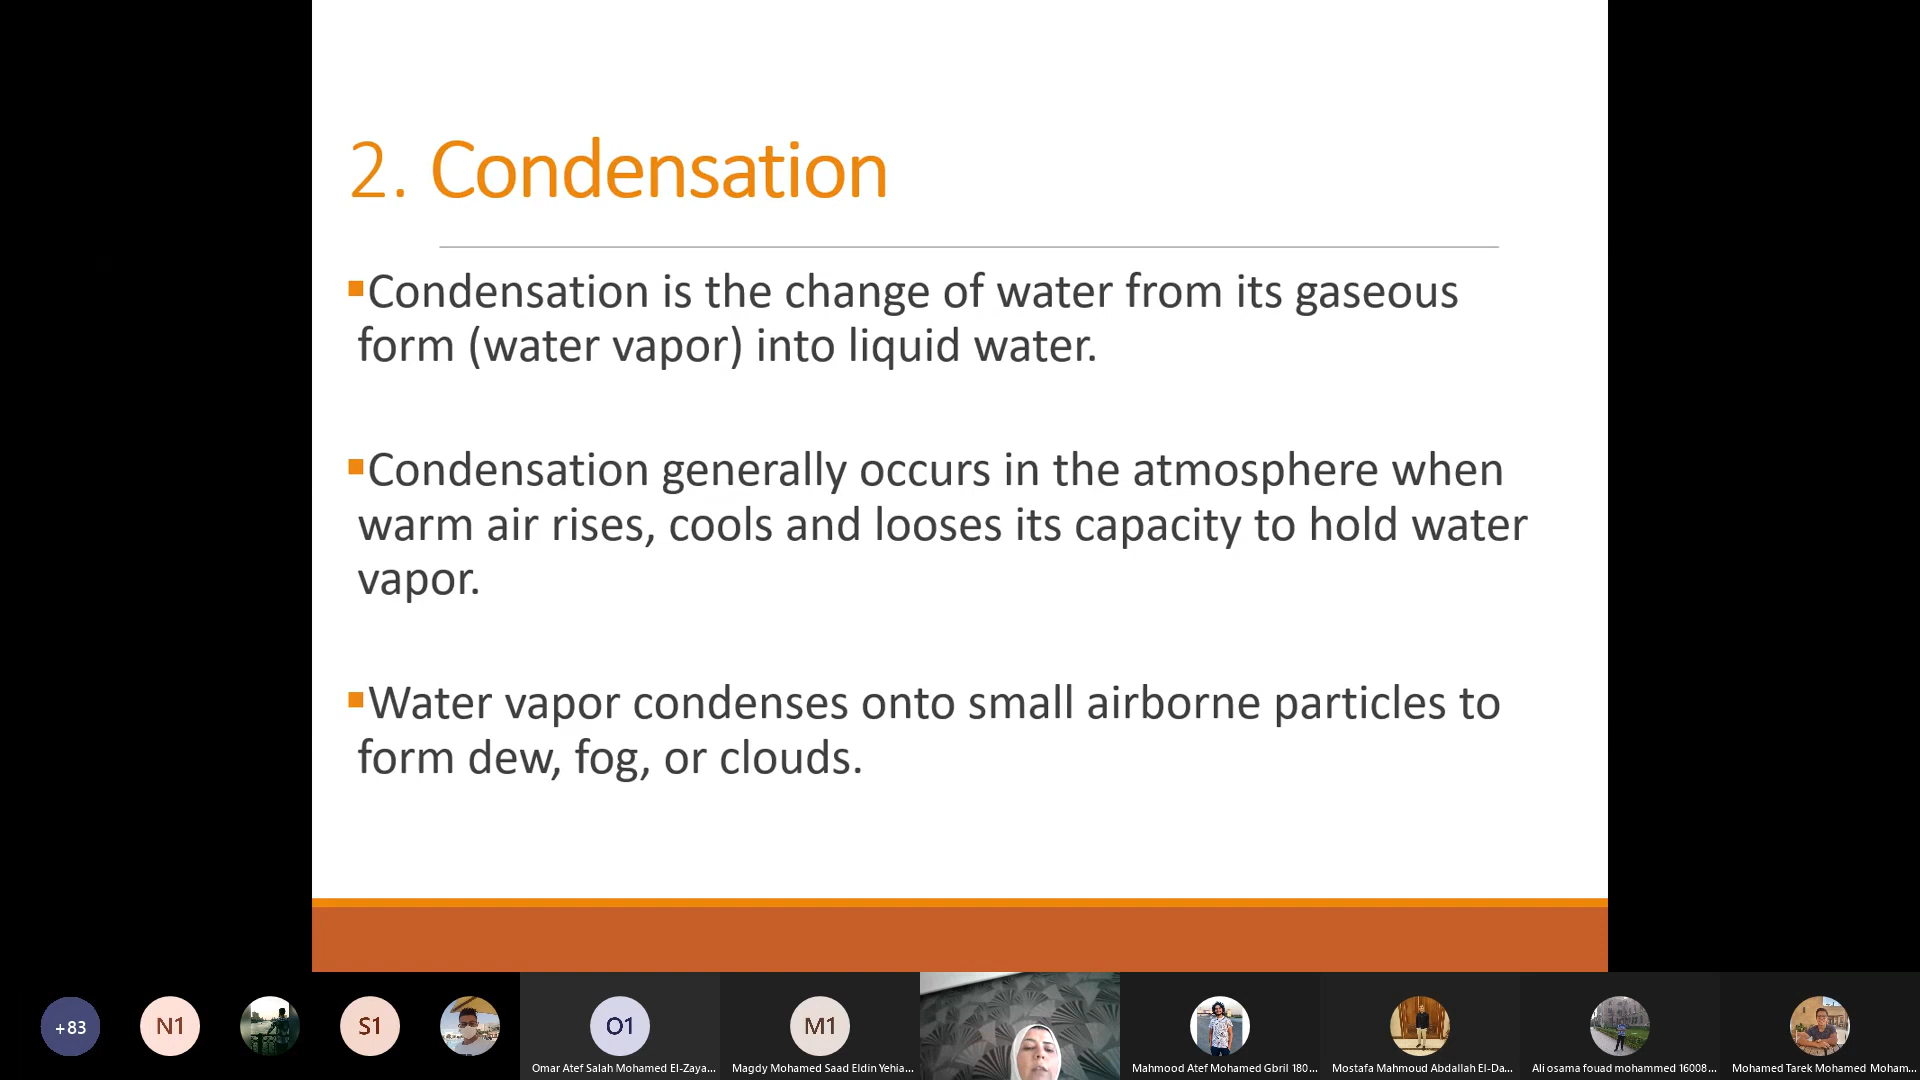 2. Condensation
▪Condensation is the change of water from its gaseous
form (water vapor) into liquid water.
▪Condensation generally occurs in the atmosphere when
warm air rises, cools and looses its capacity to hold water
vapor.
▪Water vapor condenses onto small airborne particles to
form dew, fog, or clouds.
+83
N1
S1
O1
M1
Omar Atef Salah Mohamed El-Zaya...
Magdy Mohamed Saad Eldin Yehia...
Mahmood Atef Mohamed Gbril 180...
Mostafa Mahmoud Abdallah El-Da...
Ali osama fouad mohammed 16008...
Mohamed Tarek Mohamed Moham...